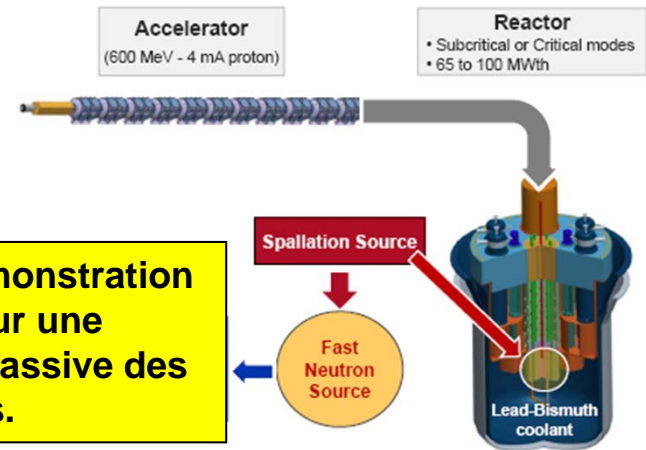 Accelerator
(600 MeV - 4 mA proton)
Reactor
• Subcritical or Critical modes
• 65 to 100 MWth
Spallation Source
monstration
ur une
assive des
s.
Fast
Neutron
Source
Lead-Bismuth
coolant